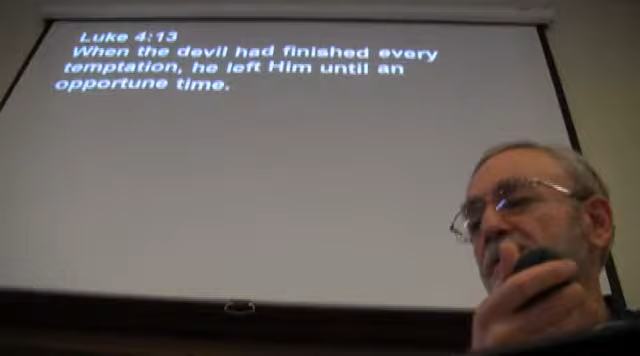 Luke 4:13
When the devil had finished every
temptation, he left Him until an
opportune time.